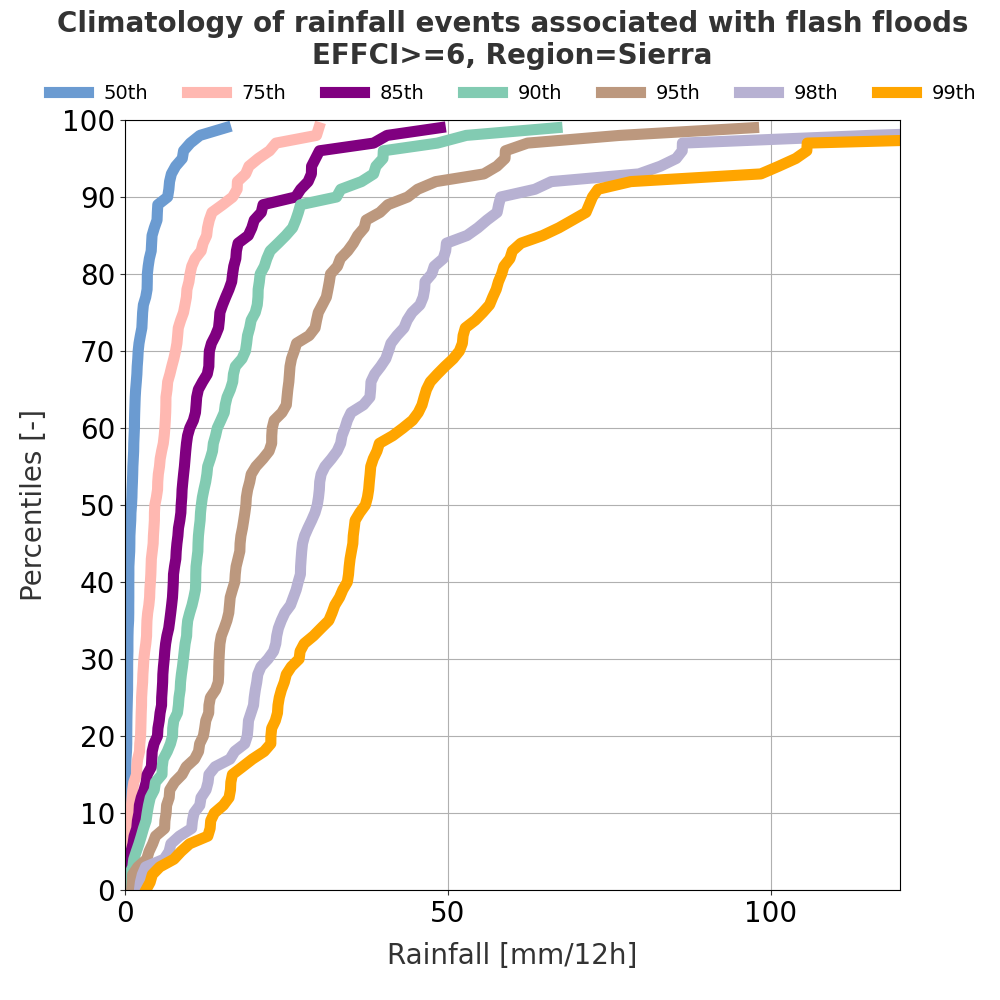 Climatology of rainfall events associated with flash floods
EFFCI>=6, Region=Sierra
50th 75th 85th 90th 95th 98th 99th
100
90
80
70
60
50
40
30
20
10
0
Percentiles [-]
0 50 100
Rainfall [mm/12h]